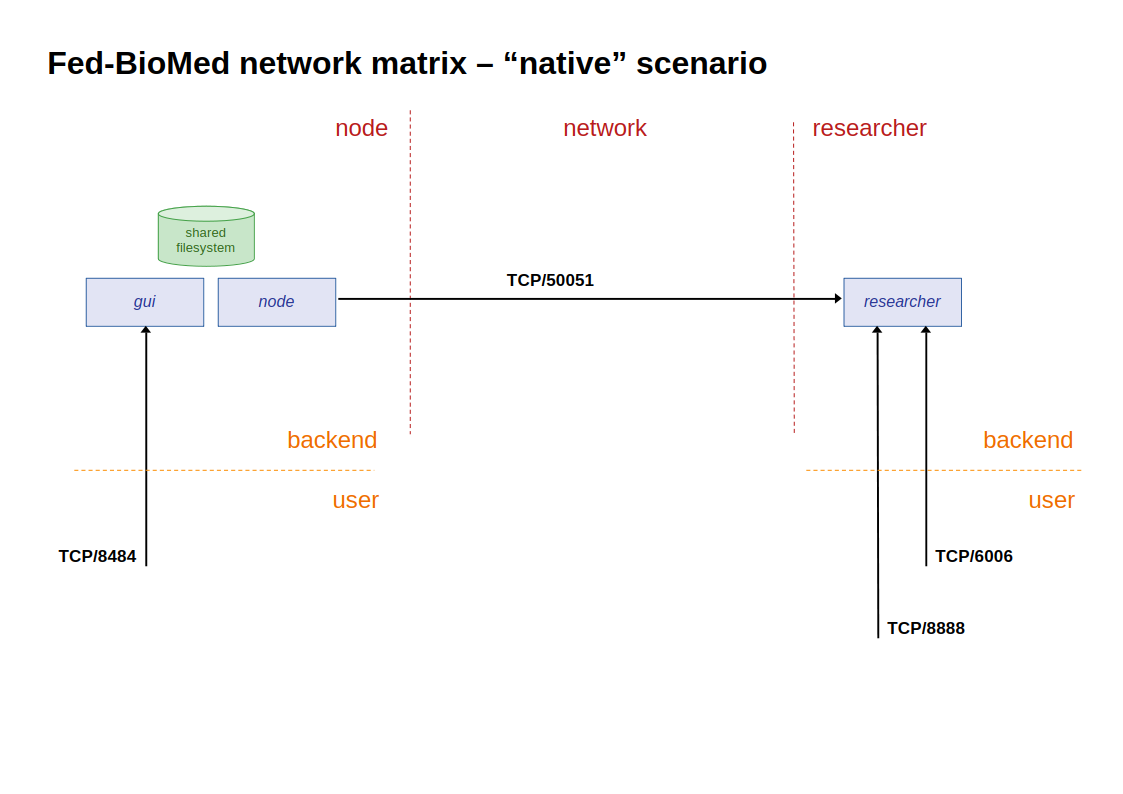 Fed-BioMed network matrix – “native” scenario
node
network
researcher
shared
filesystem
gui
node
TCP/50051
researcher
backend
backend
user
user
TCP/8484
TCP/6006
TCP/8888